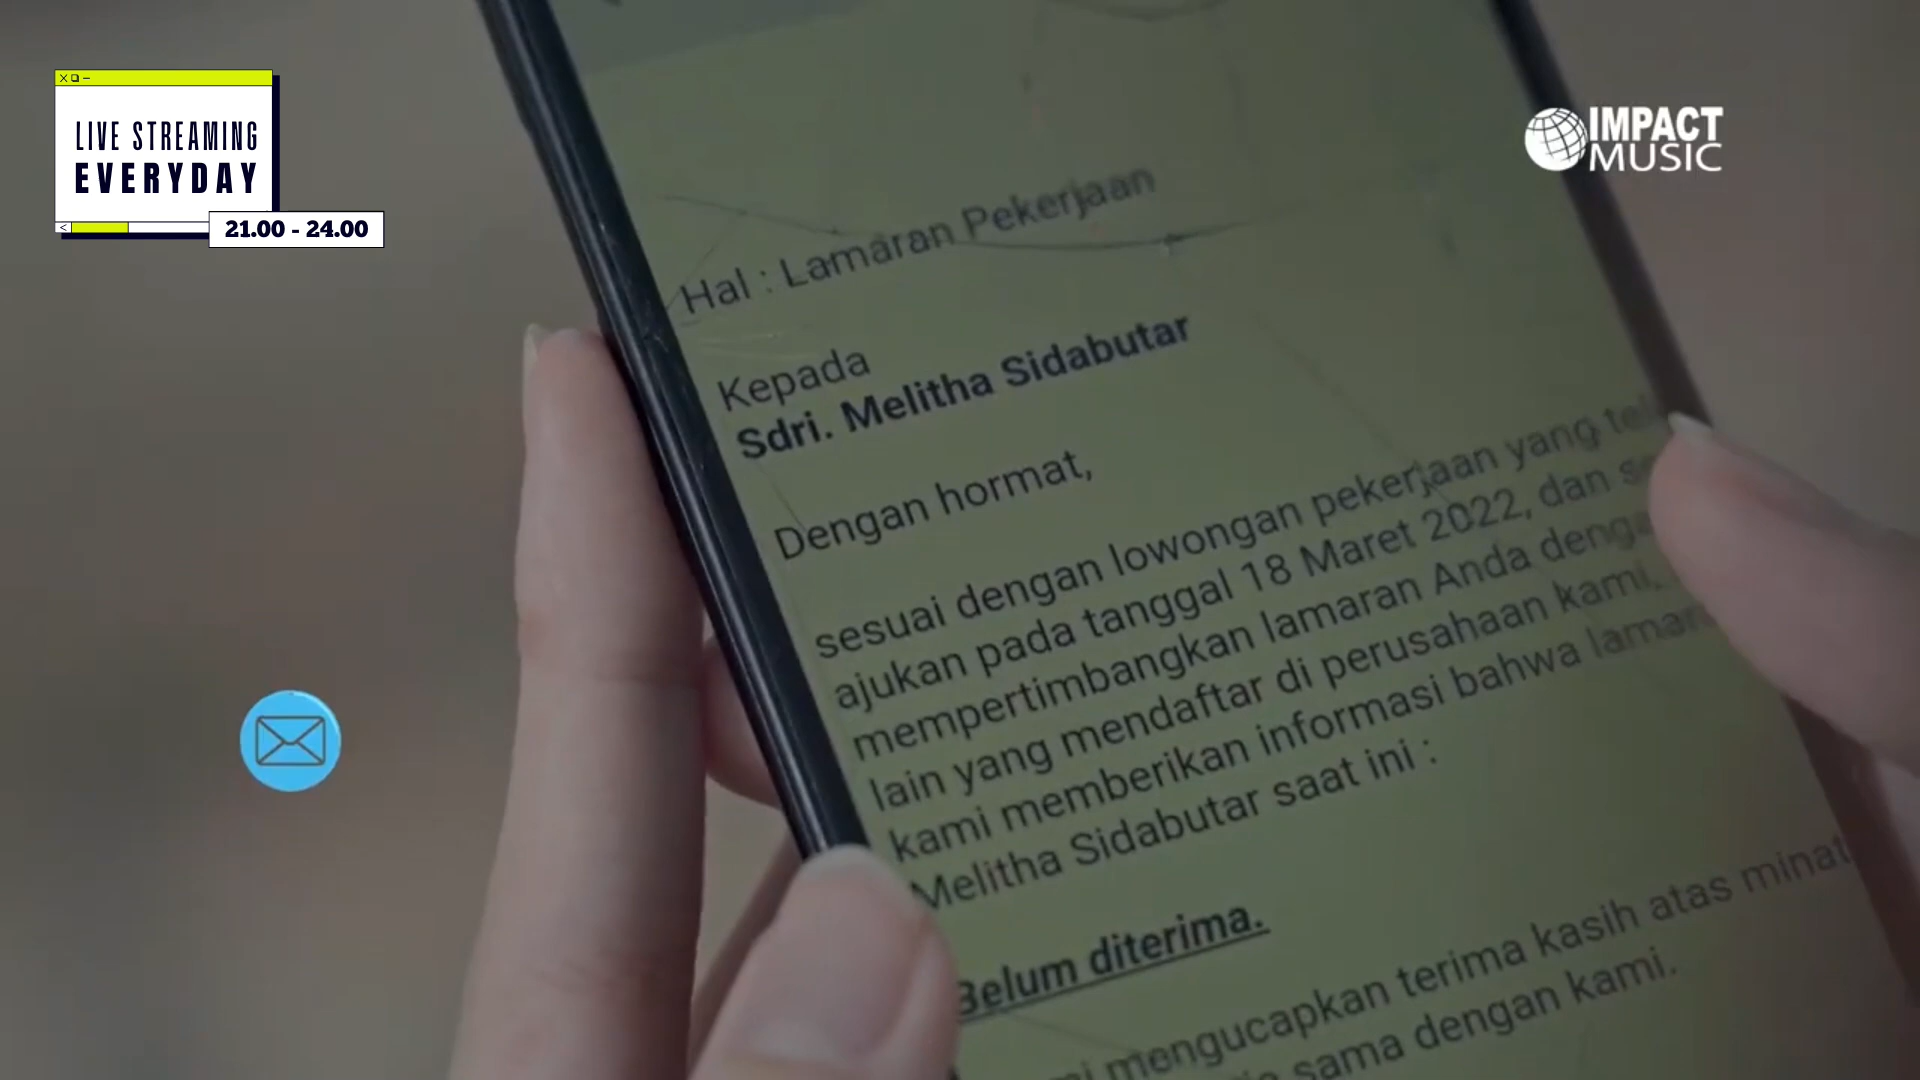 LIVE STREAMING
EVERYDAY
21.00 - 24.00
IMPACT
MUSIC
Hal : Lamaran Pekerjaan
Kepada
Sdri. Melitha Sidabutar
Dengan hormat,
sesuai dengan lowongan pekerjaan yang
ajukan pada tanggal 18 Maret 2022, dan
mempertimbangkan lamaran Anda
lain yang mendaftar di perusahaan kami,
kami memberikan informasi bahwa
Melitha Sidabutar saat ini :
Belum diterima.
mengucapkan terima kasih atas minat
sama dengan kami.